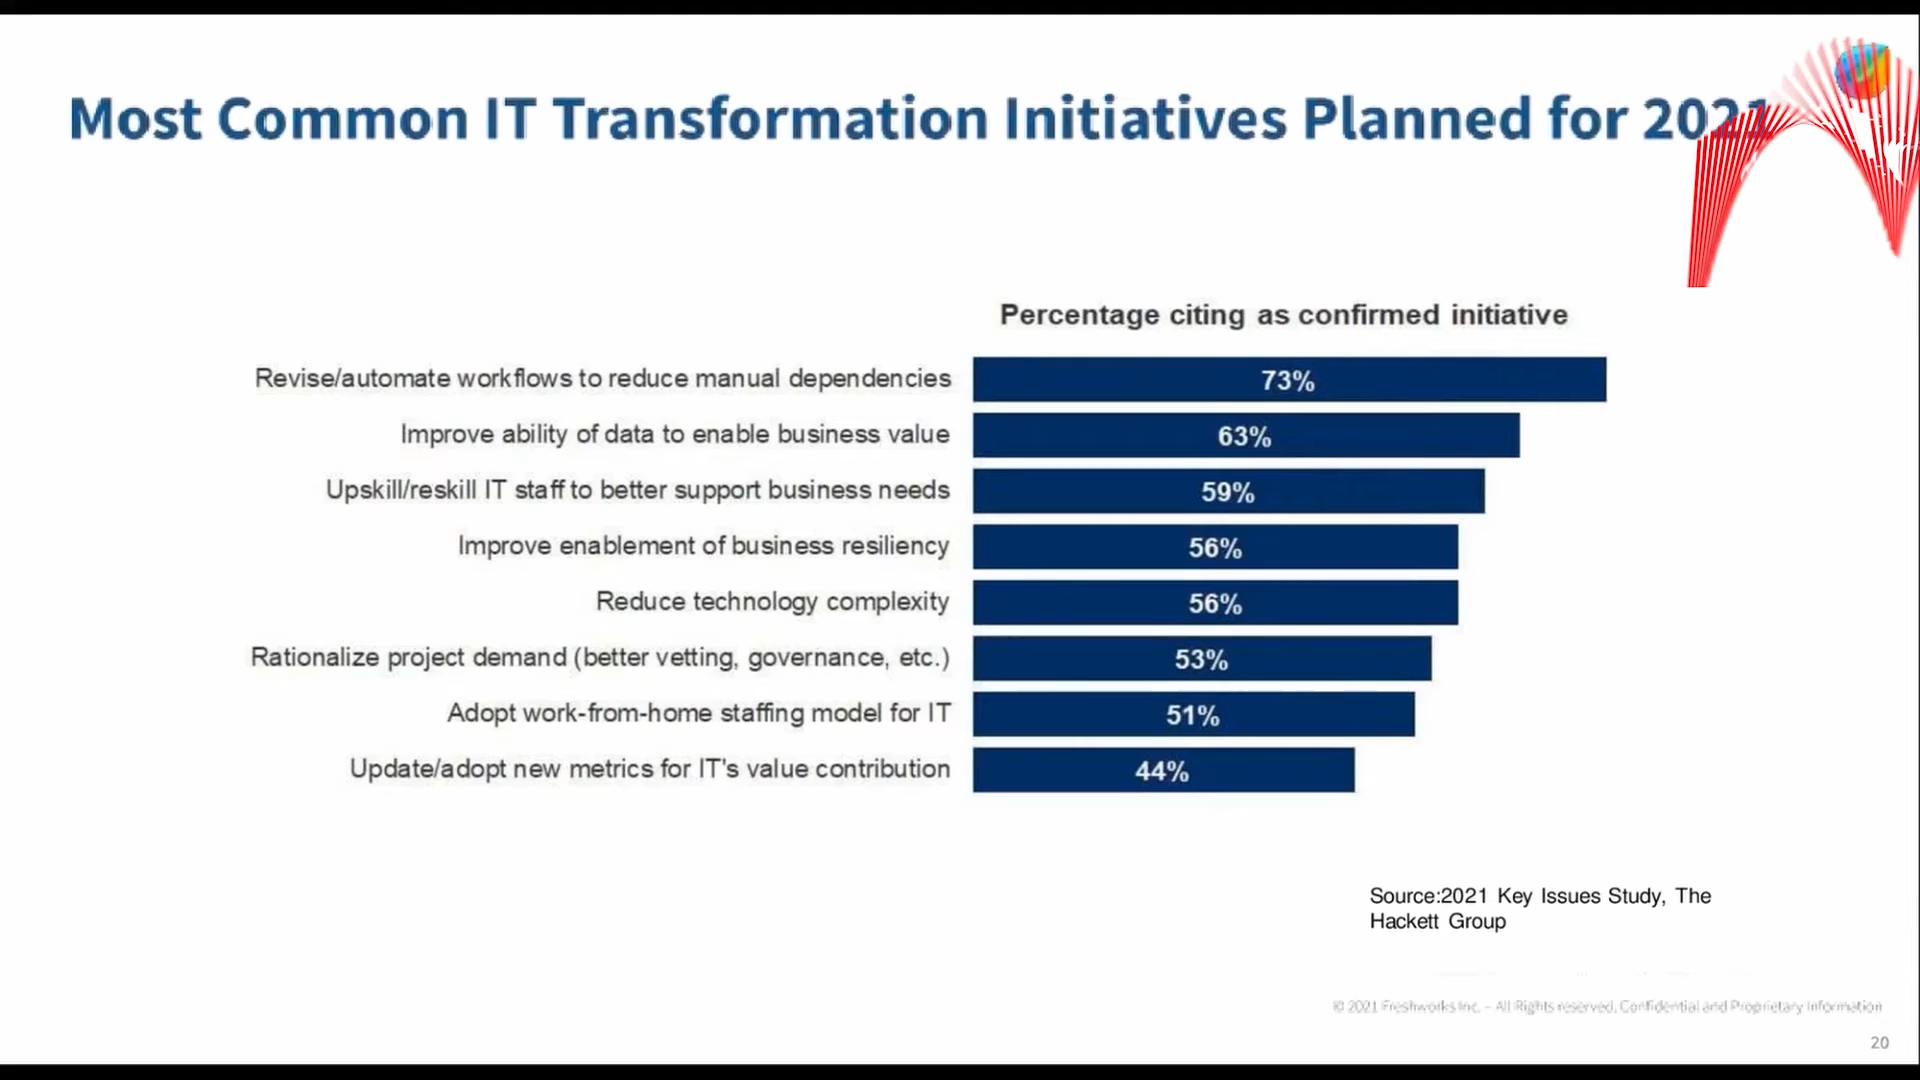 Most Common IT Transformation Initiatives Planned for 2021
Percentage citing as confirmed initiative
Revise/automate workflows to reduce manual dependencies 73%
Improve ability of data to enable business value 63%
Upskill/reskill IT staff to better support business needs 59%
Improve enablement of business resiliency 56%
Reduce technology complexity 56%
Rationalize project demand (better vetting, governance, etc.) 53%
Adopt work-from-home staffing model for IT 51%
Update/adopt new metrics for IT's value contribution 44%
Source:2021 Key Issues Study, The
Hackett Group
© 2021 Freshworks Inc. – All Rights reserved. Confidential and Proprietary Information
20